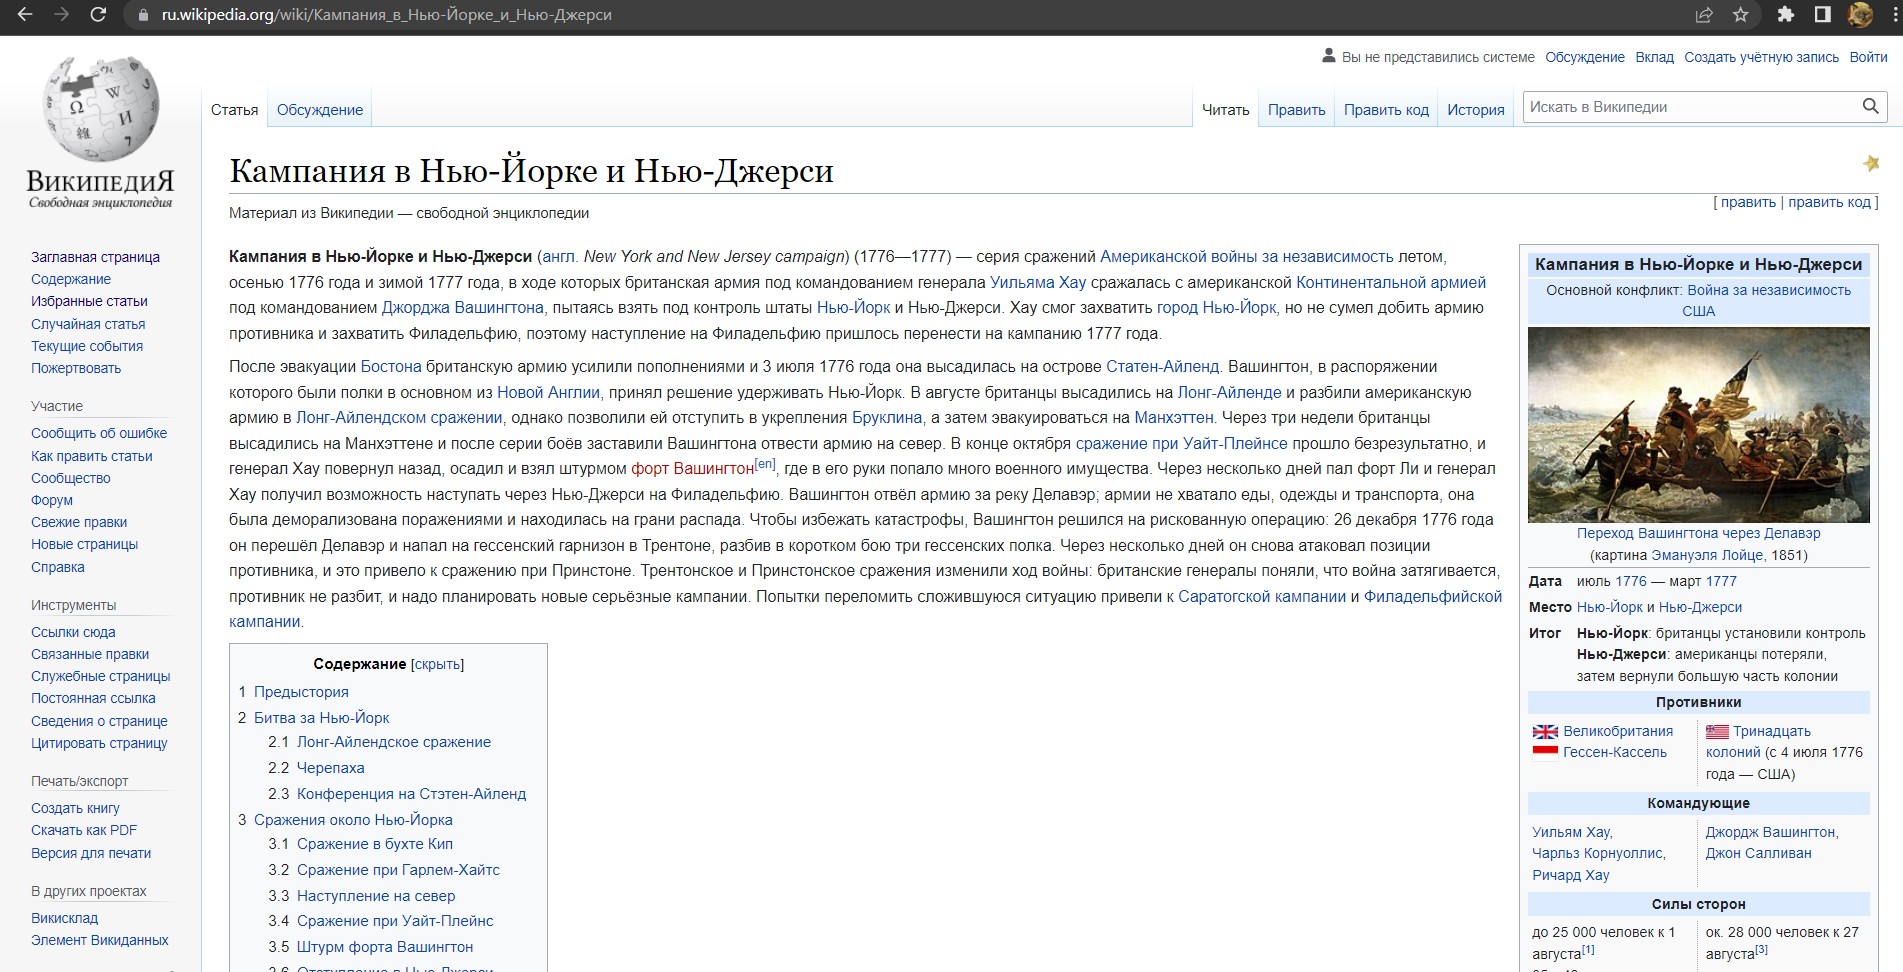 ru.wikipedia.org/wiki/Кампания_в_Нью-Йорке_и_Нью-Джерси
Вы не представились системе Обсуждение Вклад Создать учётную запись Войти
ВикипедиЯ
Свободная энциклопедия
Статья Обсуждение Читать Править Править код История Искать в Википедии
Кампания в Нью-Йорке и Нью-Джерси
Материал из Википедии — свободной энциклопедии
[ править | править код ]
Заглавная страница
Содержание
Избранные статьи
Случайная статья
Текущие события
Пожертвовать
Участие
Сообщить об ошибке
Как править статьи
Сообщество
Форум
Свежие правки
Новые страницы
Справка
Инструменты
Ссылки сюда
Связанные правки
Служебные страницы
Постоянная ссылка
Сведения о странице
Цитировать страницу
Печать/экспорт
Создать книгу
Скачать как PDF
Версия для печати
В других проектах
Викисклад
Элемент Викиданных
Кампания в Нью-Йорке и Нью-Джерси (англ. New York and New Jersey campaign) (1776—1777) — серия сражений Американской войны за независимость летом,
осенью 1776 года и зимой 1777 года, в ходе которых британская армия под командованием генерала Уильяма Хау сражалась с американской Континентальной армией
под командованием Джорджа Вашингтона, пытаясь взять под контроль штаты Нью-Йорк и Нью-Джерси. Хау смог захватить город Нью-Йорк, но не сумел добить армию
противника и захватить Филадельфию, поэтому наступление на Филадельфию пришлось перенести на кампанию 1777 года.
После эвакуации Бостона британскую армию усилили пополнениями и 3 июля 1776 года она высадилась на острове Статен-Айленд. Вашингтон, в распоряжении
которого были полки в основном из Новой Англии, принял решение удерживать Нью-Йорк. В августе британцы высадились на Лонг-Айленде и разбили американскую
армию в Лонг-Айлендском сражении, однако позволили ей отступить в укрепления Бруклина, а затем эвакуироваться на Манхэттен. Через три недели британцы
высадились на Манхэттене и после серии боёв заставили Вашингтона отвести армию на север. В конце октября сражение при Уайт-Плейнсе прошло безрезультатно, и
генерал Хау повернул назад, осадил и взял штурмом форт Вашингтон[en], где в его руки попало много военного имущества. Через несколько дней пал форт Ли и генерал
Хау получил возможность наступать через Нью-Джерси на Филадельфию. Вашингтон отвёл армию за реку Делавэр; армии не хватало еды, одежды и транспорта, она
была деморализована поражениями и находилась на грани распада. Чтобы избежать катастрофы, Вашингтон решился на рискованную операцию: 26 декабря 1776 года
он перешёл Делавэр и напал на гессенский гарнизон в Трентоне, разбив в коротком бою три гессенских полка. Через несколько дней он снова атаковал позиции
противника, и это привело к сражению при Принстоне. Трентонское и Принстонское сражения изменили ход войны: британские генералы поняли, что война затягивается,
противник не разбит, и надо планировать новые серьёзные кампании. Попытки переломить сложившуюся ситуацию привели к Саратогской кампании и Филадельфийской
кампании.
Содержание [скрыть]
1 Предыстория
2 Битва за Нью-Йорк
2.1 Лонг-Айлендское сражение
2.2 Черепаха
2.3 Конференция на Стэтен-Айленд
3 Сражения около Нью-Йорка
3.1 Сражение в бухте Кип
3.2 Сражение при Гарлем-Хайтс
3.3 Наступление на север
3.4 Сражение при Уайт-Плейнс
3.5 Штурм форта Вашингтон
3.6 Отступление в Нью-Джерси
Кампания в Нью-Йорке и Нью-Джерси
Основной конфликт: Война за независимость
США
Переход Вашингтона через Делавэр
(картина Эмануэля Лойце, 1851)
Дата июль 1776 — март 1777
Место Нью-Йорк и Нью-Джерси
Итог Нью-Йорк: британцы установили контроль
Нью-Джерси: американцы потеряли,
затем вернули большую часть колонии
Противники
Великобритания
Гессен-Кассель
Тринадцать
колоний (с 4 июля 1776
года — США)
Командующие
Уильям Хау,
Чарльз Корнуоллис,
Ричард Хау
Джордж Вашингтон,
Джон Салливан
Силы сторон
до 25 000 человек к 1
августа[1]
ок. 28 000 человек к 27
августа[3]